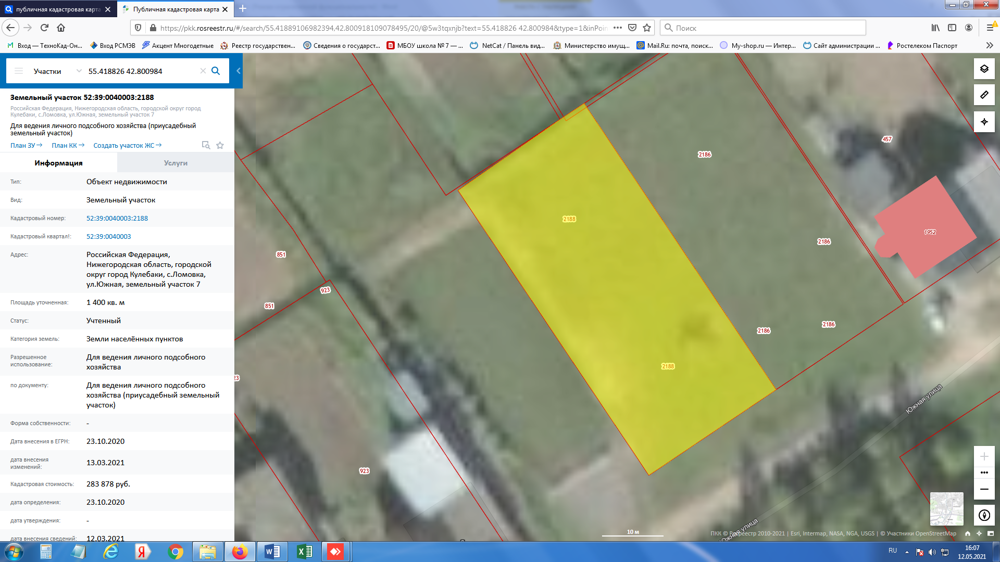 публичная кадастровая карта
Публичная кадастровая карта
https://pkk.rosreestr.ru/#/search/55.41889106982394,42.800918109078495/20/@5w3tqxnjb?text=55.418826 42.800984&type=1&inPoin
Поиск
Вход — ТехноКад-Он...
Вход РСМЭВ
Акцент Многодетные
Реестр государствен...
Сведения о государст...
МБОУ школа № 7 — ...
NetCat / Панель вид...
Министерство имущ...
Mail.Ru: почта, поиск...
My-shop.ru — Интер...
Сайт администрации ...
Ростелеком Паспорт
Участки
55.418826 42.800984
Земельный участок 52:39:0040003:2188
Российская Федерация, Нижегородская область, городской округ город
Кулебаки, с.Ломовка, ул.Южная, земельный участок 7
Для ведения личного подсобного хозяйства (приусадебный
земельный участок)
План ЗУ →
План КК →
Создать участок ЖС →
Информация
Услуги
Тип:
Объект недвижимости
Вид:
Земельный участок
Кадастровый номер:
52:39:0040003:2188
Кадастровый квартал!:
52:39:0040003
Адрес:
Российская Федерация,
Нижегородская область, городской
округ город Кулебаки, с.Ломовка,
ул.Южная, земельный участок 7
Площадь уточненная:
1 400 кв. м
Статус:
Учтенный
Категория земель:
Земли населённых пунктов
Разрешенное
использование:
Для ведения личного подсобного
хозяйства
по документу:
Для ведения личного подсобного
хозяйства (приусадебный земельный
участок)
Форма собственности:
-
Дата внесения в ЕГРН:
23.10.2020
дата внесения
изменений:
13.03.2021
Кадастровая стоимость:
283 878 руб.
дата определения:
23.10.2020
дата утверждения:
-
дата внесения сведений:
12.03.2021
457
2186
2188
1952
2186
851
923
851
2186
2186
2188
23
923
Южная улица
Южная улица
10 м
ПКК © Росреестр 2010-2021 | Esri, Intermap, NASA, NGA, USGS | © Участники OpenStreetMap
RU
16:07
12.05.2021